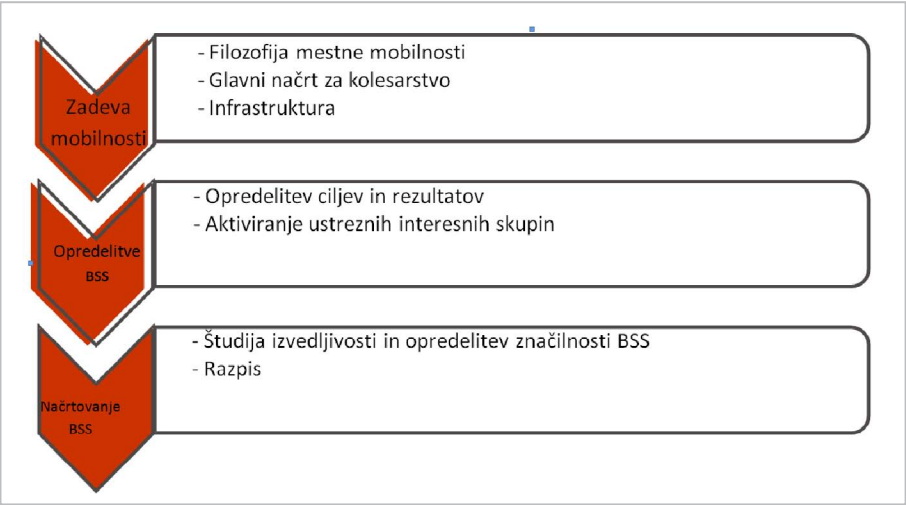 Zadeva
mobilnosti
- Filozofija mestne mobilnosti
- Glavni načrt za kolesarstvo
- Infrastruktura
Opredelitve
BSS
- Opredelitev ciljev in rezultatov
- Aktiviranje ustreznih interesnih skupin
Načrtovanje
BSS
- Študija izvedljivosti in opredelitev značilnosti BSS
- Razpis